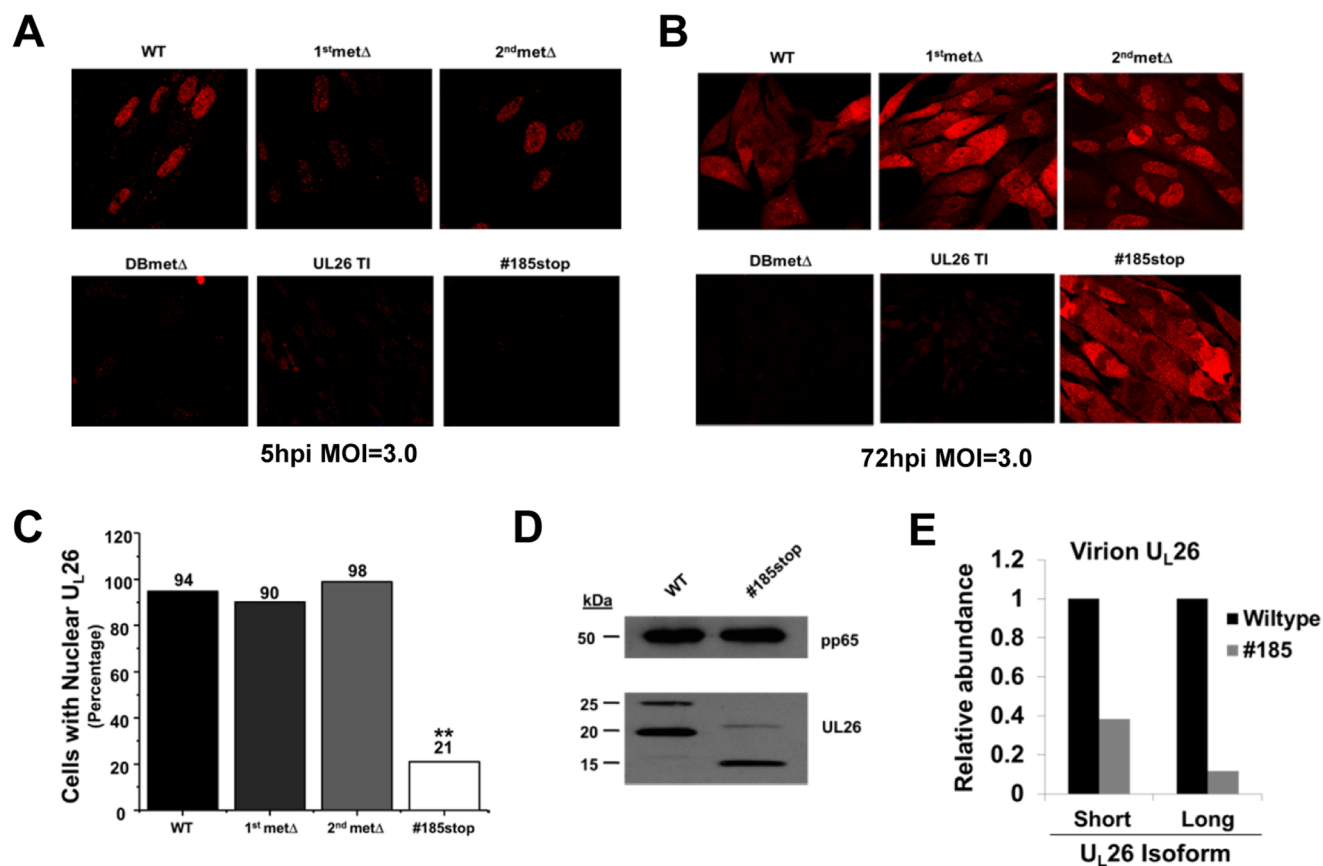 A
WT
1stmetΔ
2ndmetΔ
DBmetΔ
UL26 TI
#185stop
5hpi MOI=3.0
B
WT
1stmetΔ
2ndmetΔ
DBmetΔ
UL26 TI
#185stop
72hpi MOI=3.0
C
Cells with Nuclear UL26
(Percentage)
120
100
80
60
40
20
0
94
90
98
**
21
WT
1st metΔ
2nd metΔ
#185stop
D
WT
#185stop
kDa
50
pp65
25
20
15
UL26
E
Virion UL26
Relative abundance
1.2
1
0.8
0.6
0.4
0.2
0
Wiltype
#185
Short
Long
UL26 Isoform